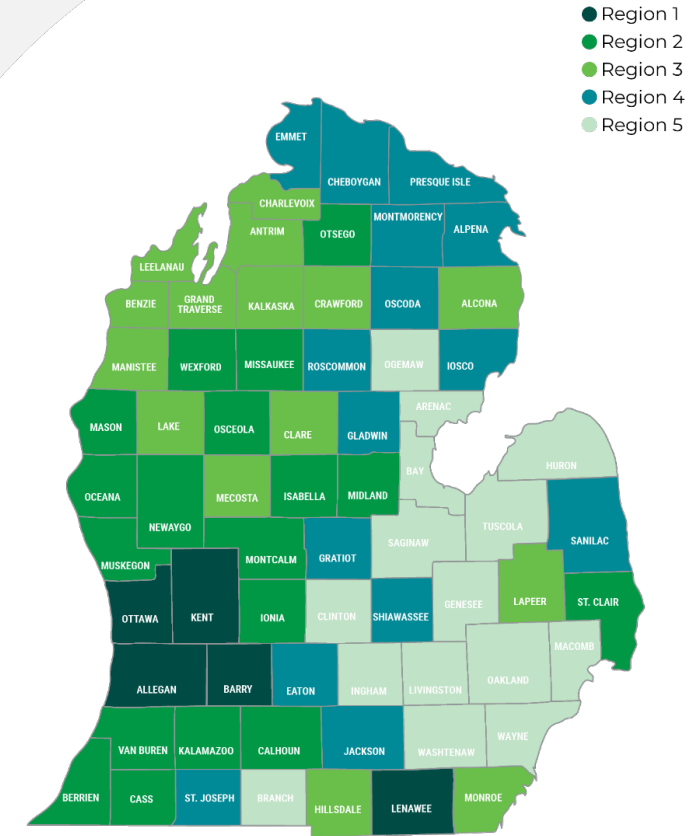 Region 1
Region 2
Region 3
Region 4
Region 5
EMMET
CHEBOYGAN
PRESQUE ISLE
CHARLEVOIX
MONTMORENCY
ANTRIM
OTSEGO
ALPENA
LEELANAU
BENZIE
GRAND
TRAVERSE
KALKASKA
CRAWFORD
OSCODA
ALCONA
MANISTEE
WEXFORD
MISSAUKEE
ROSCOMMON
OGEMAW
IOSCO
ARENAC
MASON
LAKE
OSCEOLA
CLARE
GLADWIN
BAY
HURON
OCEANA
NEWAYGO
MECOSTA
ISABELLA
MIDLAND
TUSCOLA
SANILAC
MUSKEGON
MONTCALM
GRATIOT
SAGINAW
OTTAWA
KENT
IONIA
CLINTON
SHIAWASSEE
GENESEE
LAPEER
ST. CLAIR
ALLEGAN
BARRY
EATON
INGHAM
LIVINGSTON
OAKLAND
MACOMB
VAN BUREN
KALAMAZOO
CALHOUN
JACKSON
WASHTENAW
WAYNE
BERRIEN
CASS
ST. JOSEPH
BRANCH
HILLSDALE
LENAWEE
MONROE